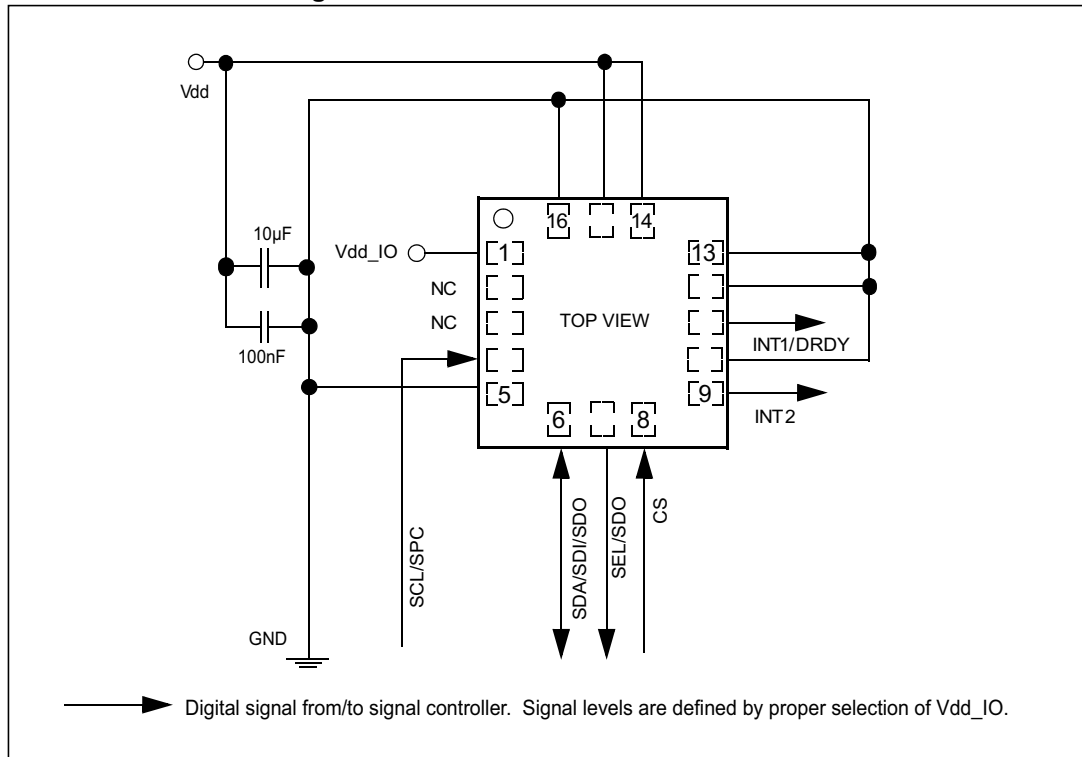 Vdd
10µF
100nF
Vdd_IO
NC
NC
16
14
1
13
TOP VIEW
INT1/DRDY
5
9
INT2
6
8
SCL/SPC
SDA/SDI/SDO
SEL/SDO
CS
GND
Digital signal from/to signal controller. Signal levels are defined by proper selection of Vdd_IO.